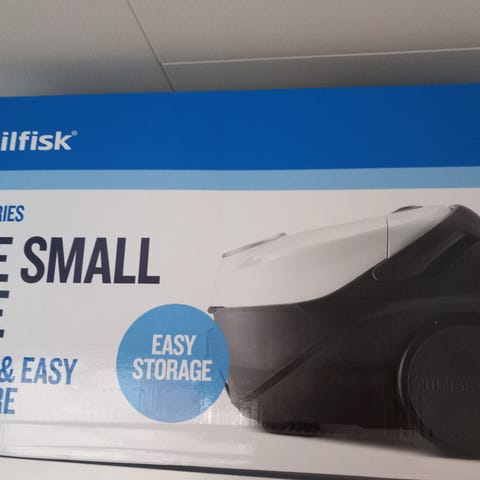 ilfisk®
RIES
E SMALL
E
& EASY
RE
EASY
STORAGE